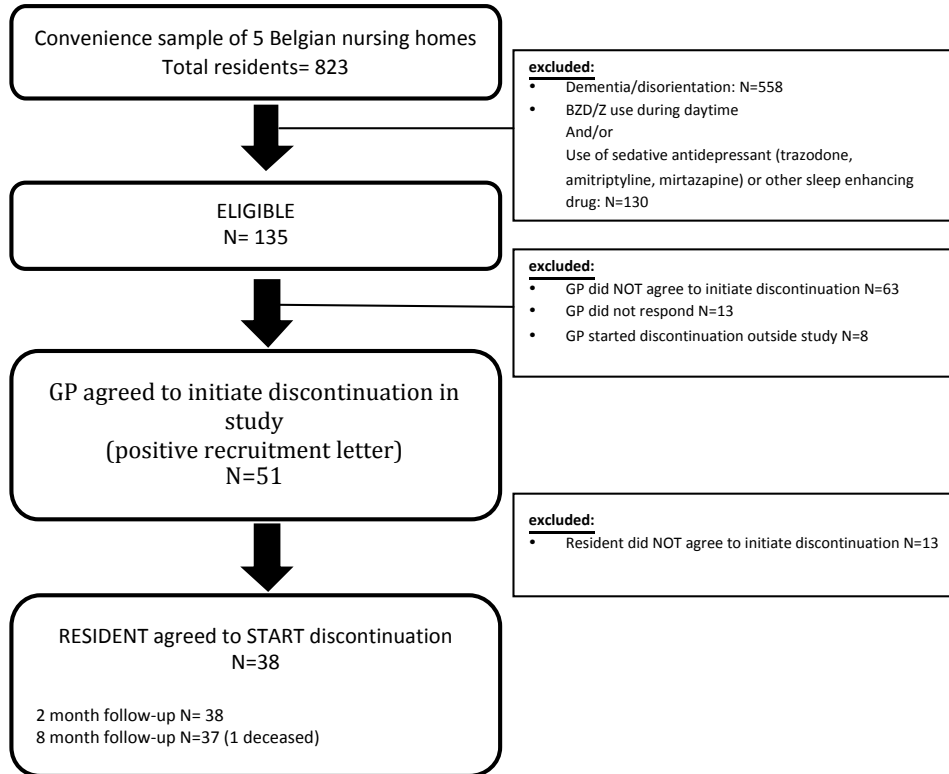 Convenience sample of 5 Belgian nursing homes
Total residents= 823
excluded:
• Dementia/disorientation: N=558
• BZD/Z use during daytime
And/or
Use of sedative antidepressant (trazodone,
amitriptyline, mirtazapine) or other sleep enhancing
drug: N=130
ELIGIBLE
N= 135
excluded:
• GP did NOT agree to initiate discontinuation N=63
• GP did not respond N=13
• GP started discontinuation outside study N=8
GP agreed to initiate discontinuation in
study
(positive recruitment letter)
N=51
excluded:
• Resident did NOT agree to initiate discontinuation N=13
RESIDENT agreed to START discontinuation
N=38
2 month follow-up N= 38
8 month follow-up N=37 (1 deceased)